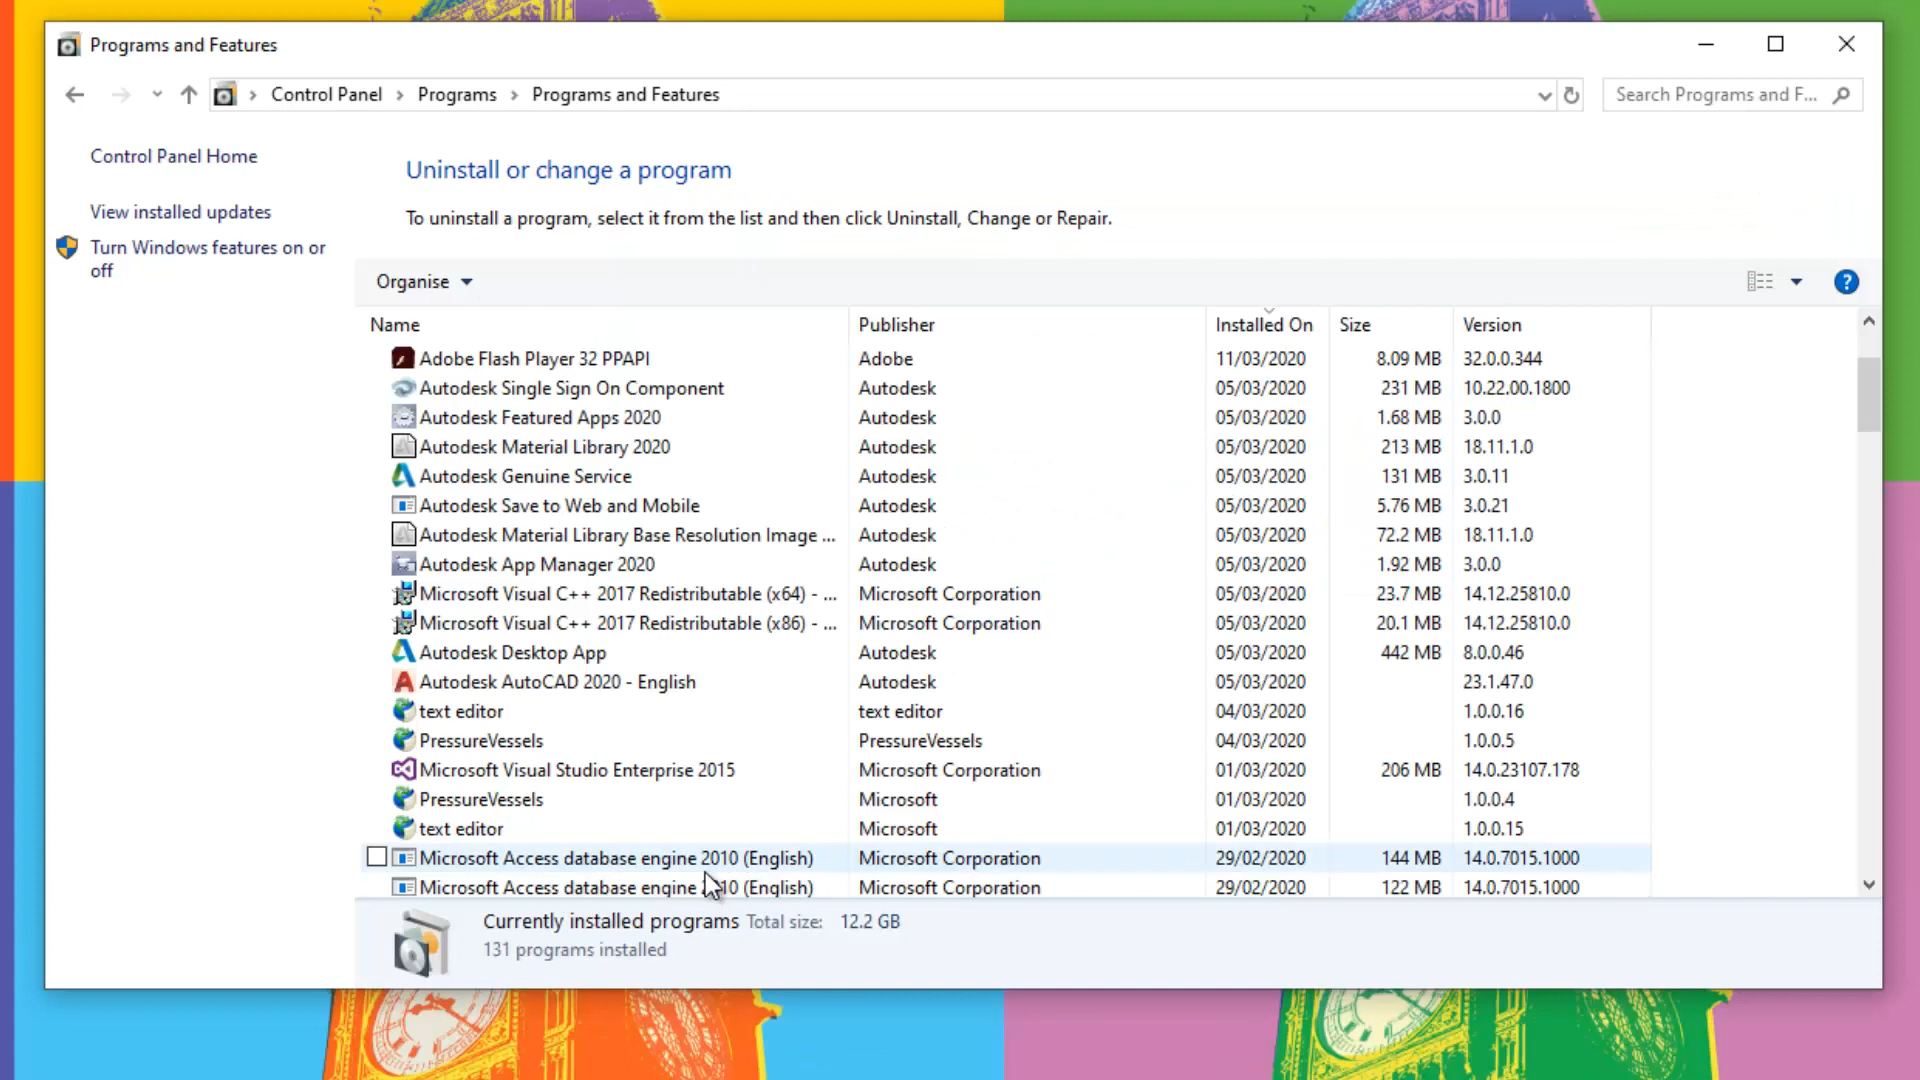 Programs and Features
Control Panel > Programs > Programs and Features
Search Programs and F...
Control Panel Home
View installed updates
Turn Windows features on or
off
Uninstall or change a program
To uninstall a program, select it from the list and then click Uninstall, Change or Repair.
Organise
?
Name Publisher Installed On Size Version
Adobe Flash Player 32 PPAPI Adobe 11/03/2020 8.09 MB 32.0.0.344
Autodesk Single Sign On Component Autodesk 05/03/2020 231 MB 10.22.00.1800
Autodesk Featured Apps 2020 Autodesk 05/03/2020 1.68 MB 3.0.0
Autodesk Material Library 2020 Autodesk 05/03/2020 213 MB 18.11.1.0
Autodesk Genuine Service Autodesk 05/03/2020 131 MB 3.0.11
Autodesk Save to Web and Mobile Autodesk 05/03/2020 5.76 MB 3.0.21
Autodesk Material Library Base Resolution Image ... Autodesk 05/03/2020 72.2 MB 18.11.1.0
Autodesk App Manager 2020 Autodesk 05/03/2020 1.92 MB 3.0.0
Microsoft Visual C++ 2017 Redistributable (x64) - ... Microsoft Corporation 05/03/2020 23.7 MB 14.12.25810.0
Microsoft Visual C++ 2017 Redistributable (x86) - ... Microsoft Corporation 05/03/2020 20.1 MB 14.12.25810.0
Autodesk Desktop App Autodesk 05/03/2020 442 MB 8.0.0.46
Autodesk AutoCAD 2020 - English Autodesk 05/03/2020 23.1.47.0
text editor text editor 04/03/2020 1.0.0.16
PressureVessels PressureVessels 04/03/2020 1.0.0.5
Microsoft Visual Studio Enterprise 2015 Microsoft Corporation 01/03/2020 206 MB 14.0.23107.178
PressureVessels Microsoft 01/03/2020 1.0.0.4
text editor Microsoft 01/03/2020 1.0.0.15
Microsoft Access database engine 2010 (English) Microsoft Corporation 29/02/2020 144 MB 14.0.7015.1000
Microsoft Access database engine 2010 (English) Microsoft Corporation 29/02/2020 122 MB 14.0.7015.1000
Currently installed programs Total size: 12.2 GB
131 programs installed